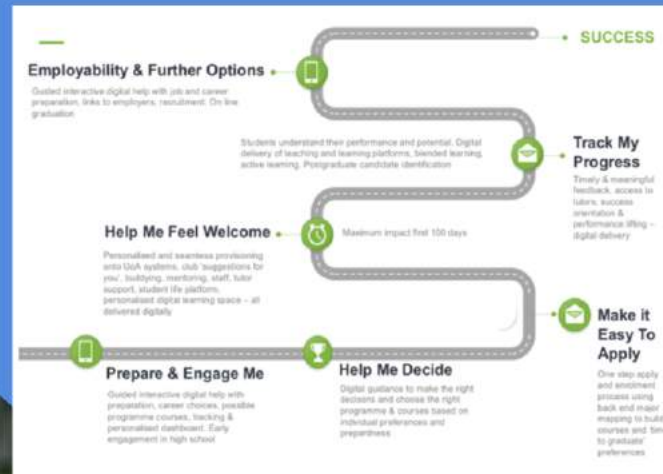 SUCCESS
Employability & Further Options
Guided interactive digital help with job and career
preparation, links to employers, recruitment. On line
graduation
Students understand their performance and potential. Digital
delivery of teaching and learning platforms, blended learning,
active learning. Postgraduate candidate identification
Track My
Progress
Timely & meaningful
feedback, access to
tutors, success
orientation &
performance lifting –
digital delivery
Help Me Feel Welcome
Maximum impact first 100 days
Personalised and seamless provisioning
onto UoA systems, club 'suggestions for
you', buddying, mentoring, staff, tutor
support, student life platform,
personalised digital learning space – all
delivered digitally
Make it
Easy To
Apply
One step apply
and enrolment
process using
back end major
mapping to build
courses and
to graduate'
preferences
Prepare & Engage Me
Guided interactive digital help with
preparation, career choices, possible
programme courses, tracking &
personalised dashboard. Early
engagement in high school
Help Me Decide
Digital guidance to make the right
decisions and choose the right
programme & courses based on
individual preferences and
preparedness